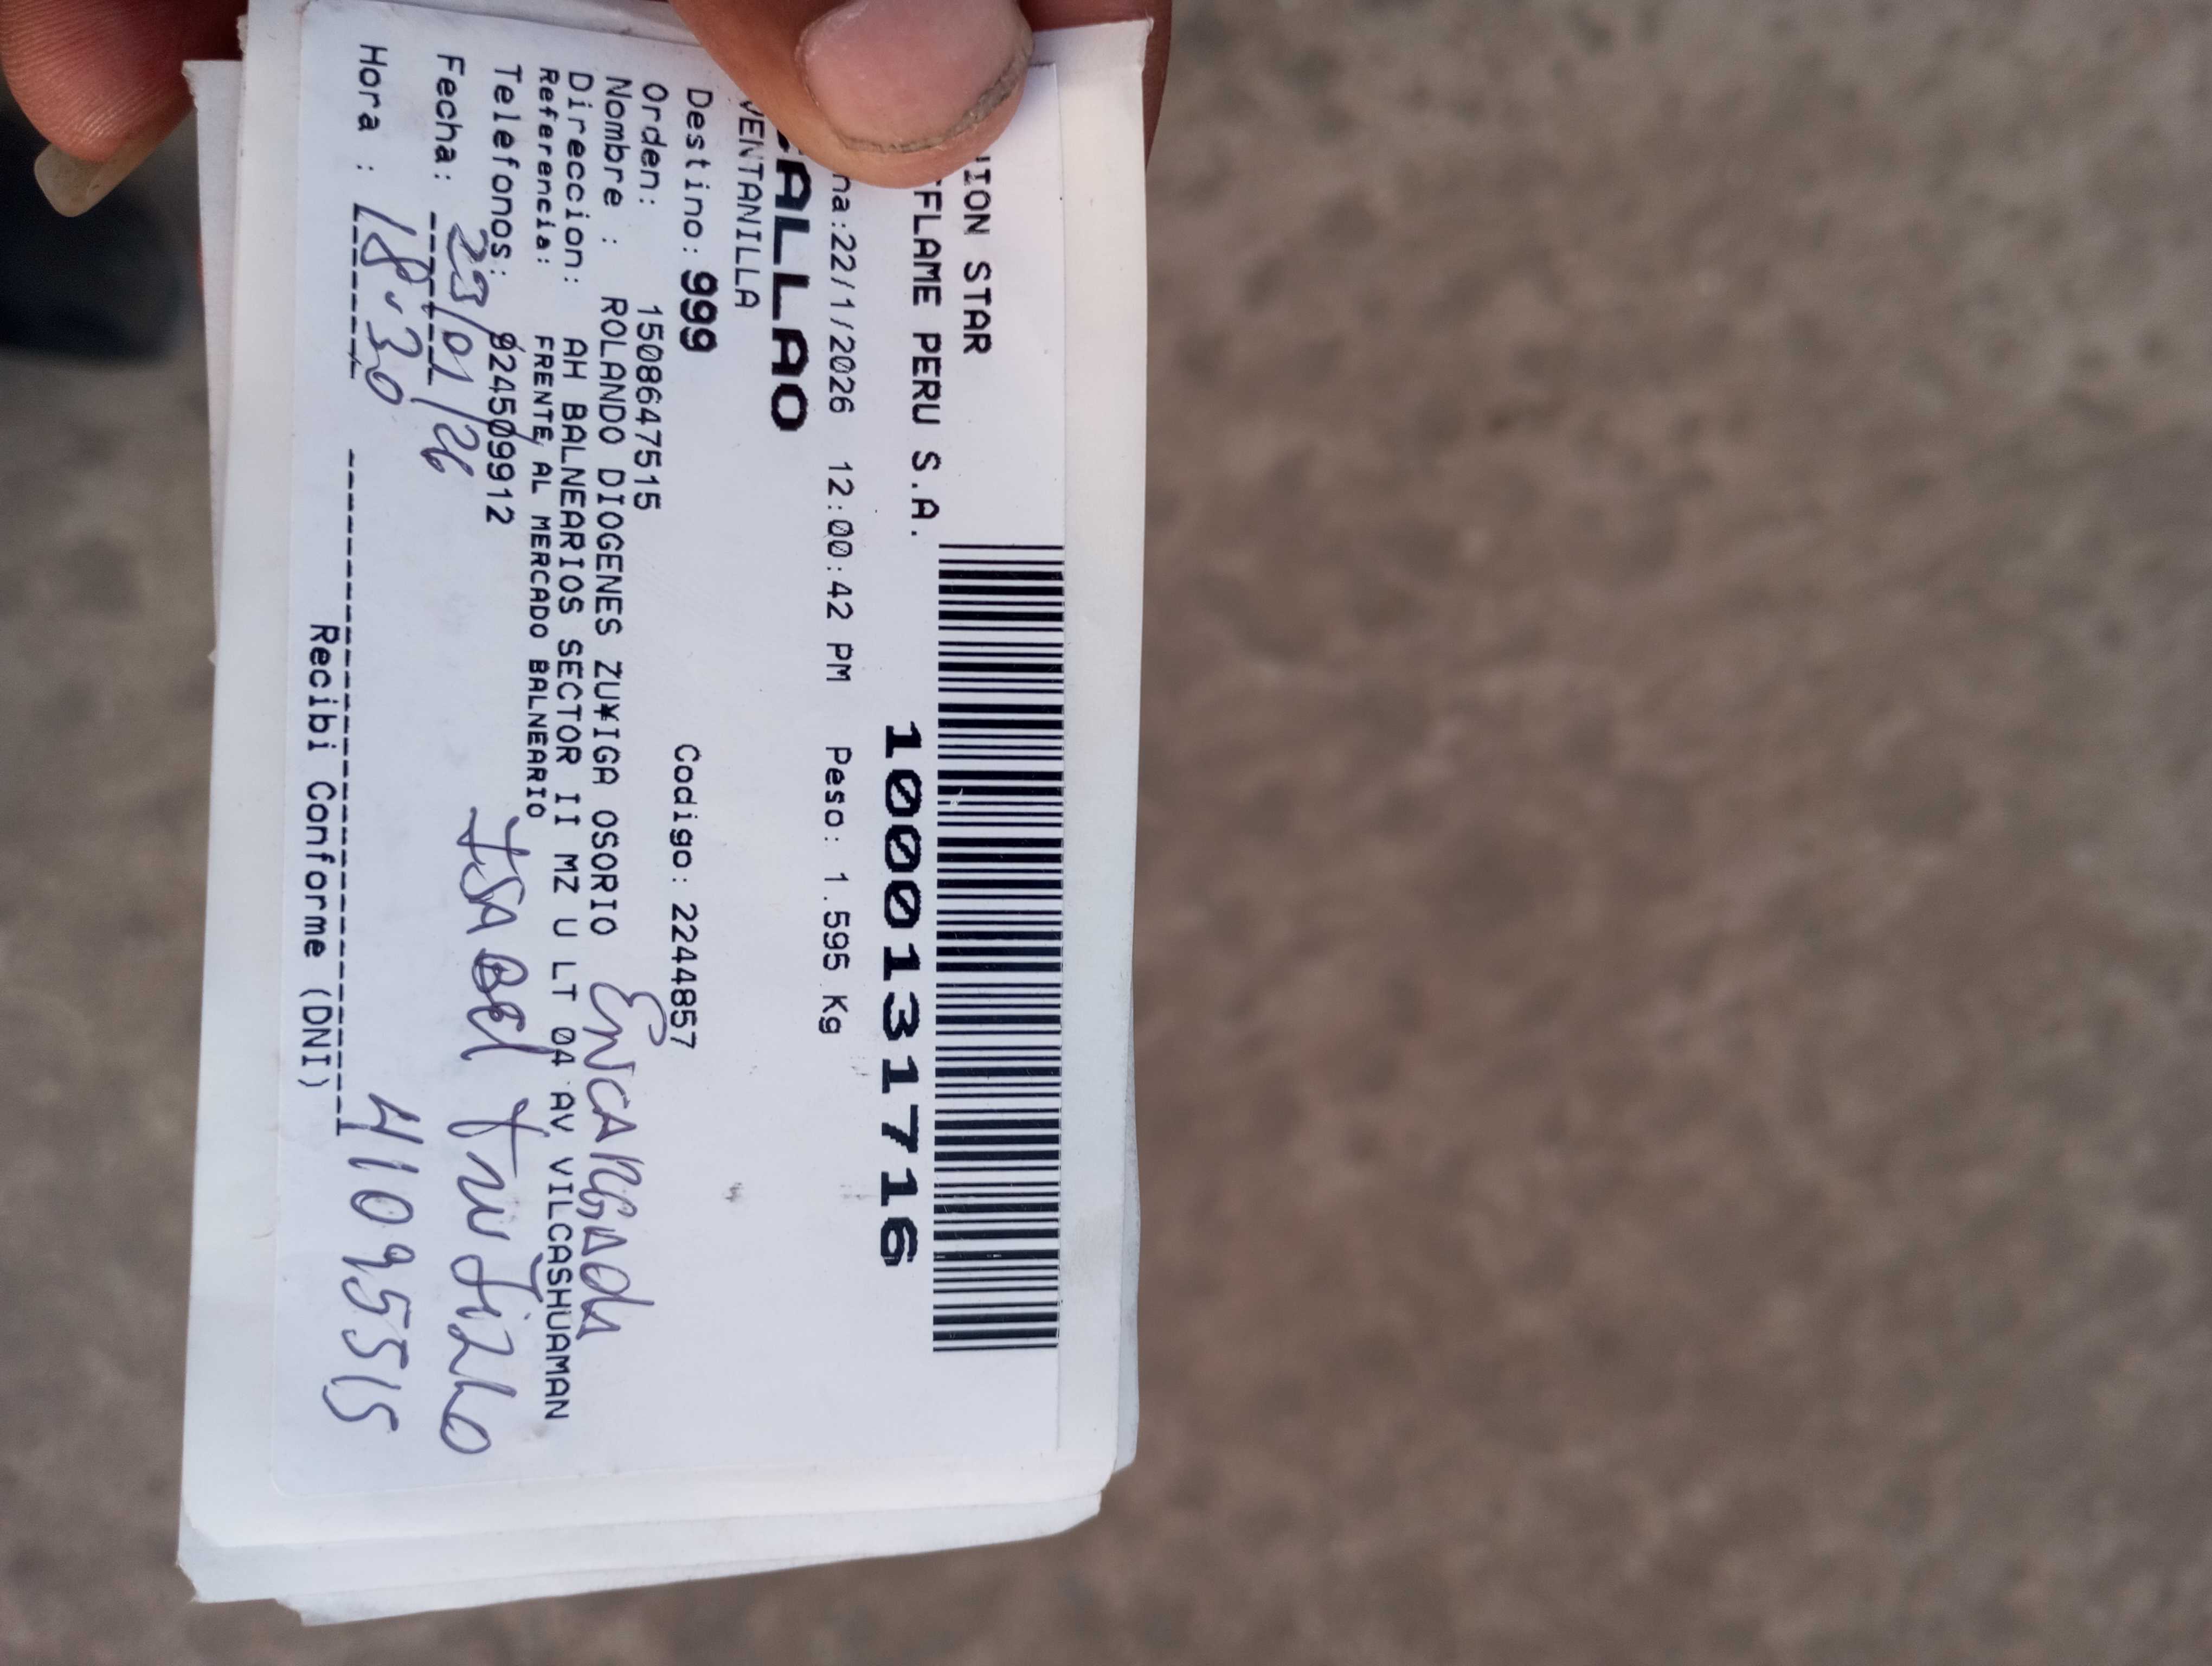 ION STAR
FLAME PERU S.A.
10001317716
na:22/1/2026 12:00:42 PM Peso: 1.595 Kg
CALLAO
VENTANILLA
Destino: 999 Codigo: 2244857
Orden: 1508647515
Nombre : ROLANDO DIOGENES ZU¥IGA OSORIO Encargada
Direccion: AH BALNEARIOS SECTOR II MZ U LT 04 AV VILCASHUAMAN
Referencia: FRENTE AL MERCADO BALNEARIO
Telefonos: 924509912
Isabel Trujillo
Fecha: 23/01/26
Hora : 18:30 41095515
Recibi Conforme (DNI)